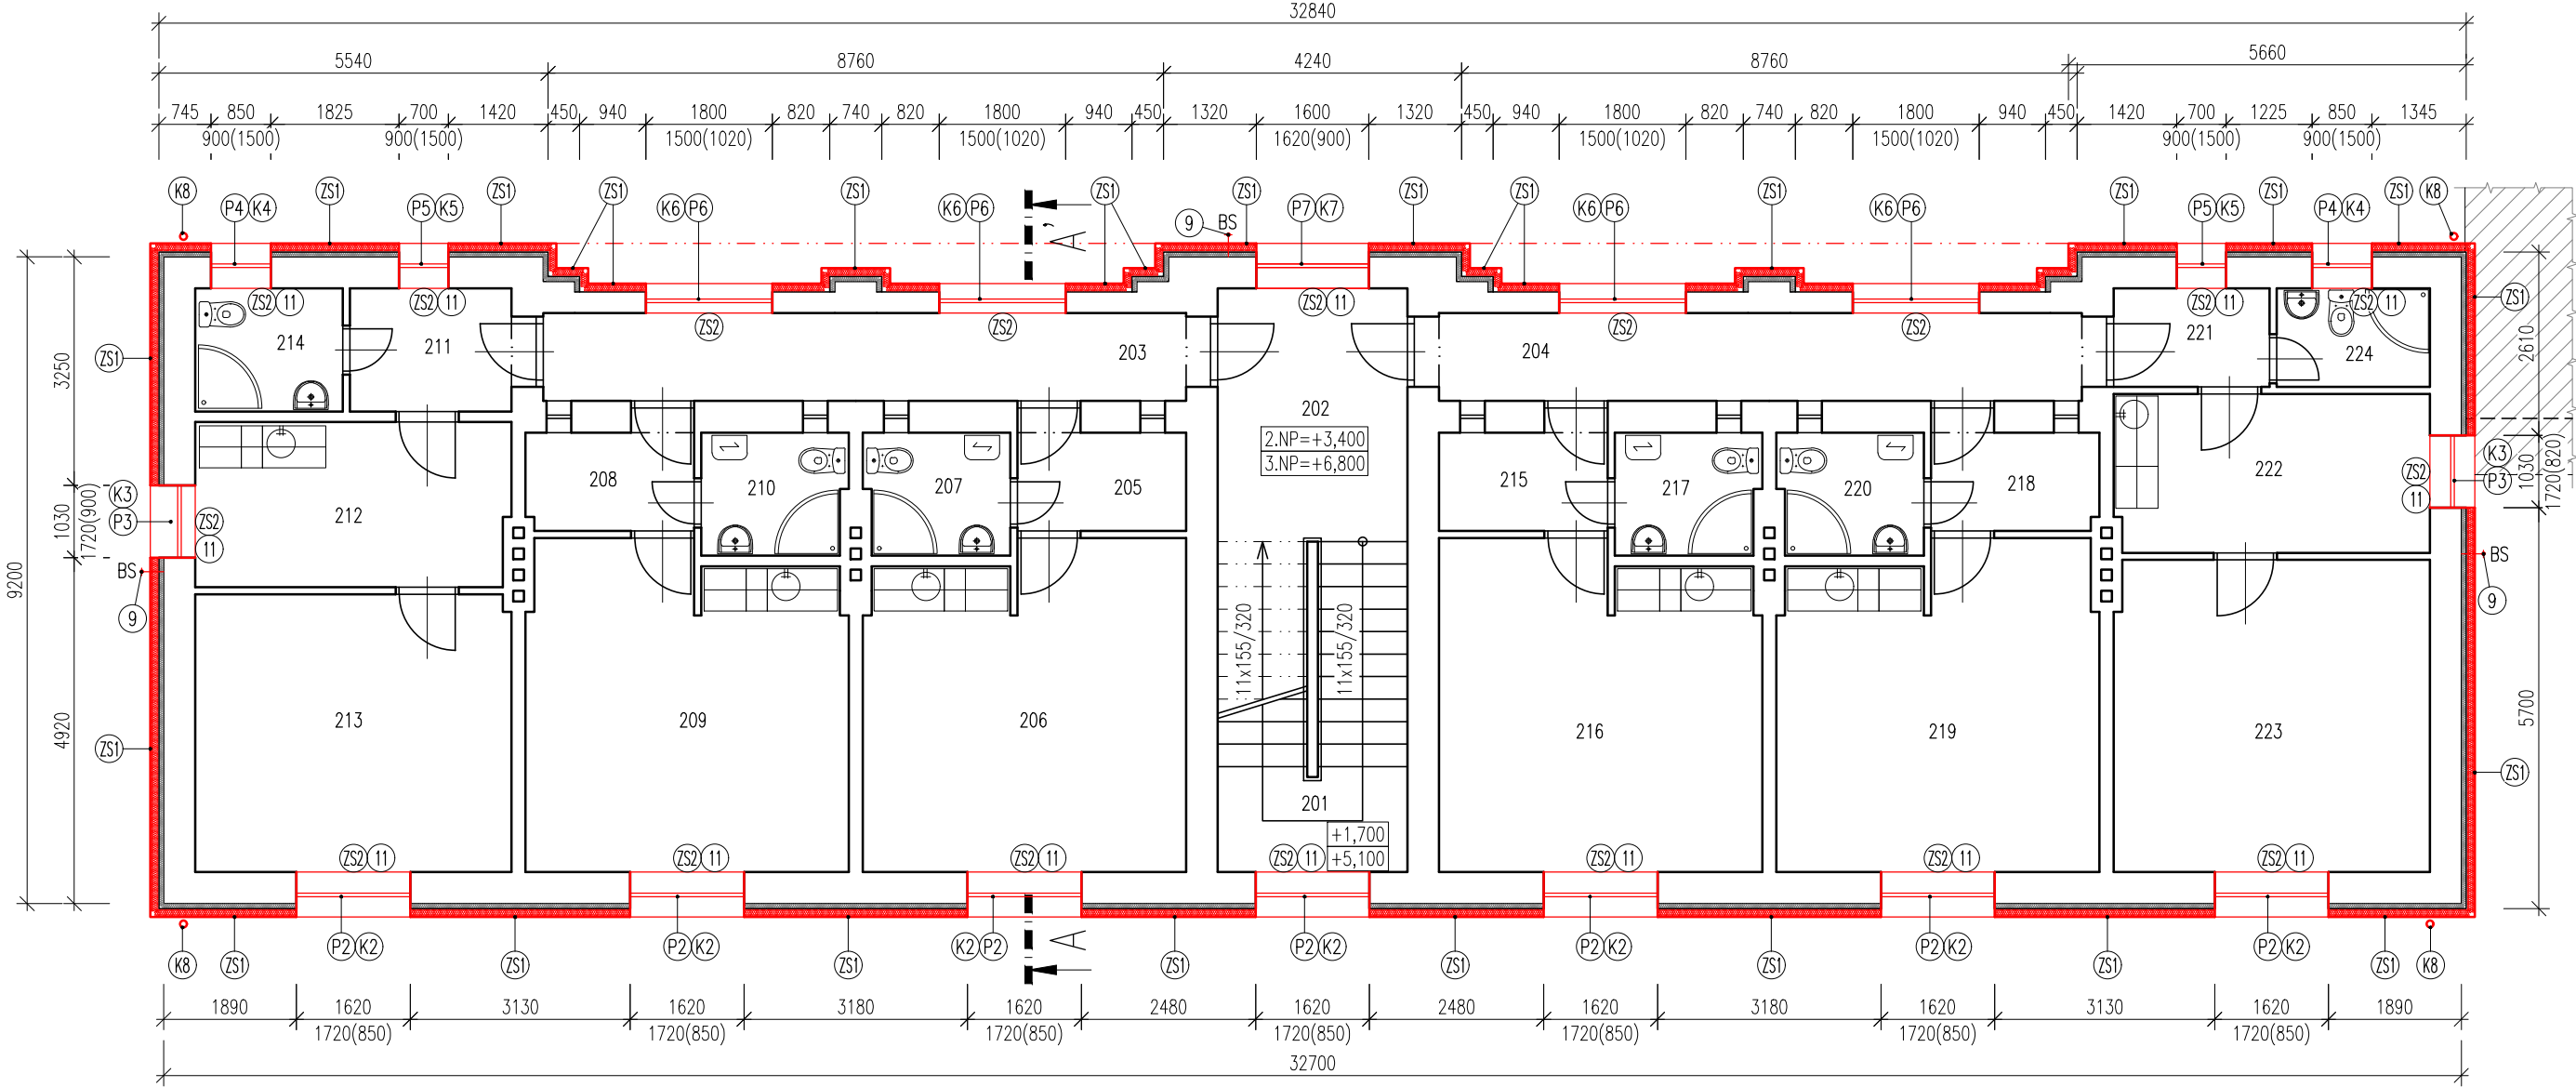 32840
5540 8760 4240 8760 5660
745 850 1825 700 1420 450 940 1800 820 740 820 1800 940 450 1320 1600 1320 450 940 1800 820 740 820 1800 940 450 1420 700 1225 850 1345
900(1500) 900(1500) 1500(1020) 1500(1020) 1620(900) 1500(1020) 1500(1020) 900(1500) 900(1500)
K8 ZS1 ZS1 ZS1 ZS1 ZS1 ZS1 ZS1 ZS1 ZS1 ZS1 ZS1 ZS1 K8
P4 K4 P5 K5 K6 P6 K6 P6 P7 K7 K6 P6 K6 P6 P5 K5 P4 K4
9 BS
A'
ZS2 11 ZS2 11 ZS2 11 ZS2 11 ZS2 11
ZS1
ZS2 ZS2 ZS2 ZS2
214 211 203 204 221 224
ZS1
3250
2610
202
2.NP=+3,400
3.NP=+6,800
208 210 207 205 215 217 220 218 222
K3
P3
ZS2
11
1030
1720(900)
212
K3
P3
ZS2
11
1030
1720(820)
BS
9
BS
9
9200
11x155/320 11x155/320
213 209 206 216 219 223
4920
5700
ZS1
ZS1
201
+1,700
+5,100
ZS2 11 ZS2 11 ZS2 11 ZS2 11 ZS2 11 ZS2 11 ZS2 11
P2 K2 P2 K2 K2 P2 A P2 K2 P2 K2 P2 K2 P2 K2
K8 ZS1 ZS1 ZS1 ZS1 ZS1 ZS1 ZS1 ZS1 K8
1890 1620 3130 1620 3180 1620 2480 1620 2480 1620 3180 1620 3130 1620 1890
1720(850) 1720(850) 1720(850) 1720(850) 1720(850) 1720(850) 1720(850)
32700